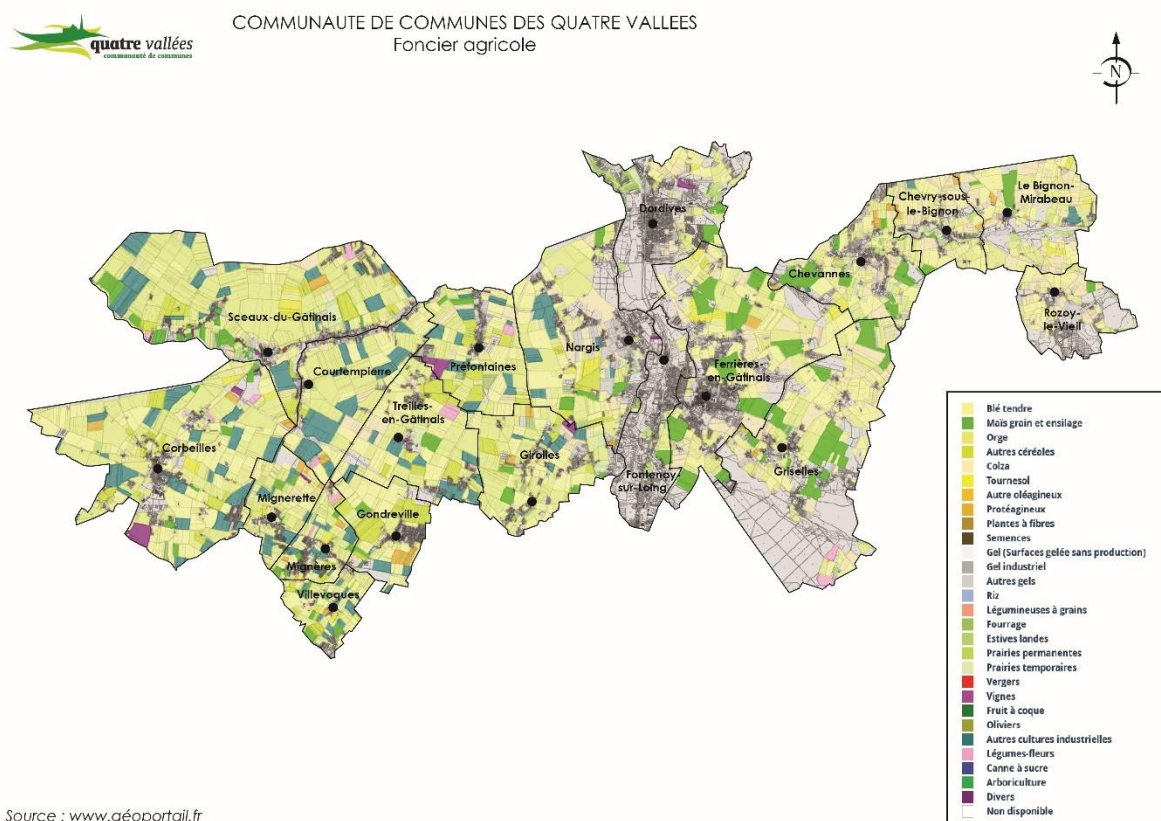 quatre vallées
communauté de communes
COMMUNAUTE DE COMMUNES DES QUATRE VALLEES
Foncier agricole
N
Dordives
Chevry-sous-
le-Bignon
Le Bignon-
Mirabeau
Chevannes
Rozoy-
le-Vieil
Sceaux-du-Gâtinais
Courtempierre
Préfontaines
Nargis
Ferrières-
en-Gâtinais
Treilles-
en-Gâtinais
Corbeilles
Girolles
Griselles
Fontenay-
sur-Loing
Mignerette
Gondreville
Mignères
Villevoques
Blé tendre
Maïs grain et ensilage
Orge
Autres céréales
Colza
Tournesol
Autre oléagineux
Protéagineux
Plantes à fibres
Semences
Gel (Surfaces gelée sans production)
Gel industriel
Autres gels
Riz
Légumineuses à grains
Fourrage
Estives landes
Prairies permanentes
Prairies temporaires
Vergers
Vignes
Fruit à coque
Oliviers
Autres cultures industrielles
Légumes-fleurs
Canne à sucre
Arboriculture
Divers
Non disponible
Source : www.géoportail.fr